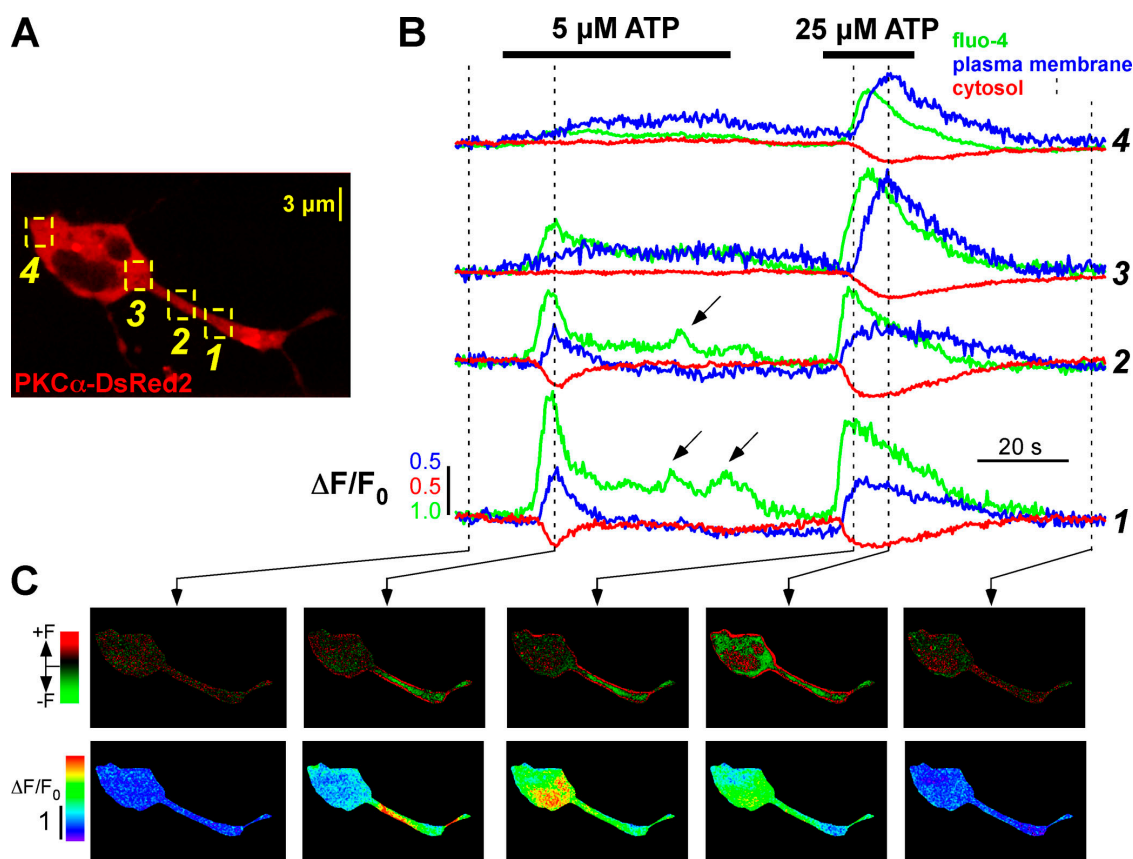 A
B
5 µM ATP
25 µM ATP
fluo-4
plasma membrane
cytosol
4
3 µm
4
3
2
1
PKCα-DsRed2
3
2
20 s
ΔF/F0
0.5
0.5
1.0
1
C
+F
-F
ΔF/F0
1